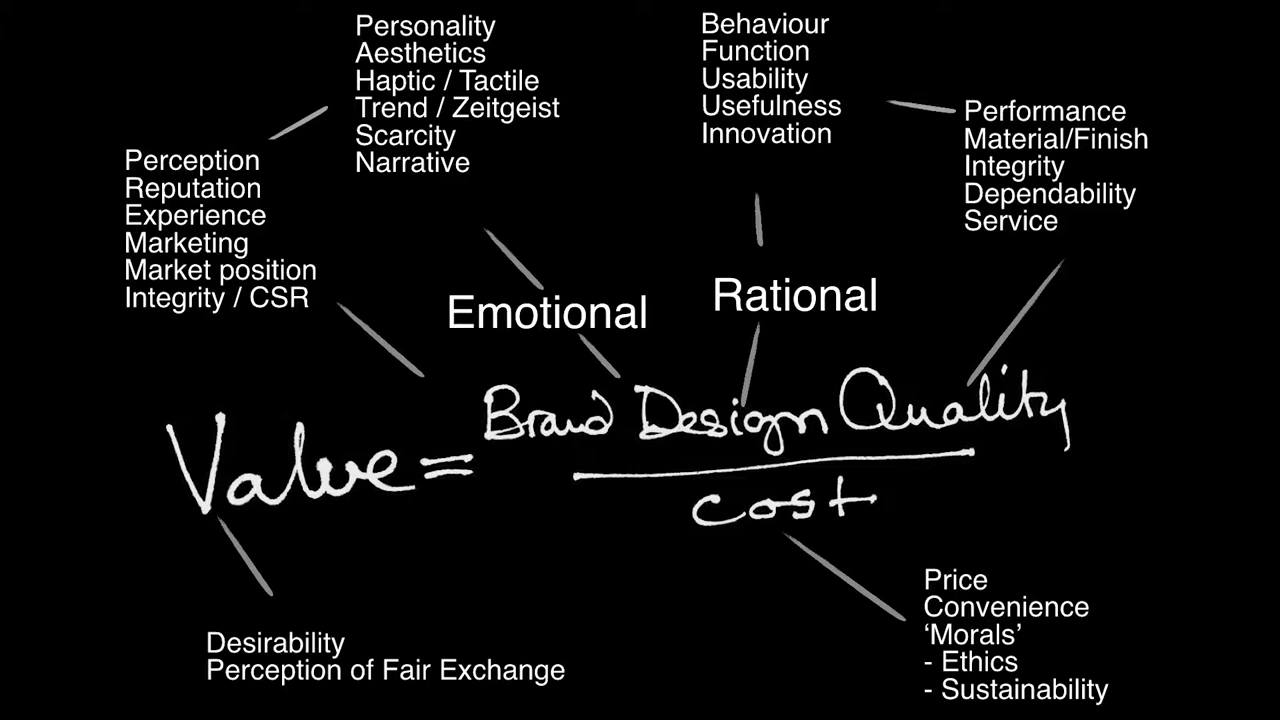 Personality
Aesthetics
Haptic / Tactile
Trend / Zeitgeist
Scarcity
Narrative
Behaviour
Function
Usability
Usefulness
Innovation
Performance
Material/Finish
Integrity
Dependability
Service
Perception
Reputation
Experience
Marketing
Market position
Integrity / CSR
Emotional
Rational
Value = Brand Design Quality
cost
Desirability
Perception of Fair Exchange
Price
Convenience
‘Morals’
- Ethics
- Sustainability